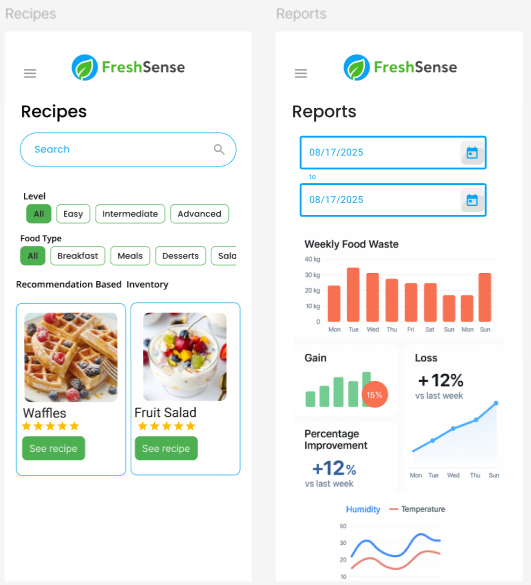 Recipes
FreshSense
Recipes
Search
Level
All Easy Intermediate Advanced
Food Type
All Breakfast Meals Desserts Sala
Recommendation Based Inventory
Waffles
See recipe
Fruit Salad
See recipe
Reports
FreshSense
Reports
08/17/2025
to
08/17/2025
Weekly Food Waste
40 kg
30 kg
20 kg
10 kg
0
Mon Tue Wed Thu Fri Sat Sun Mon Sun
Gain
15%
Loss
+12%
vs last week
Mon Tue Wed Thu Sun
Percentage
Improvement
+12%
vs last week
Humidity Temperature
50
40
30
20
10